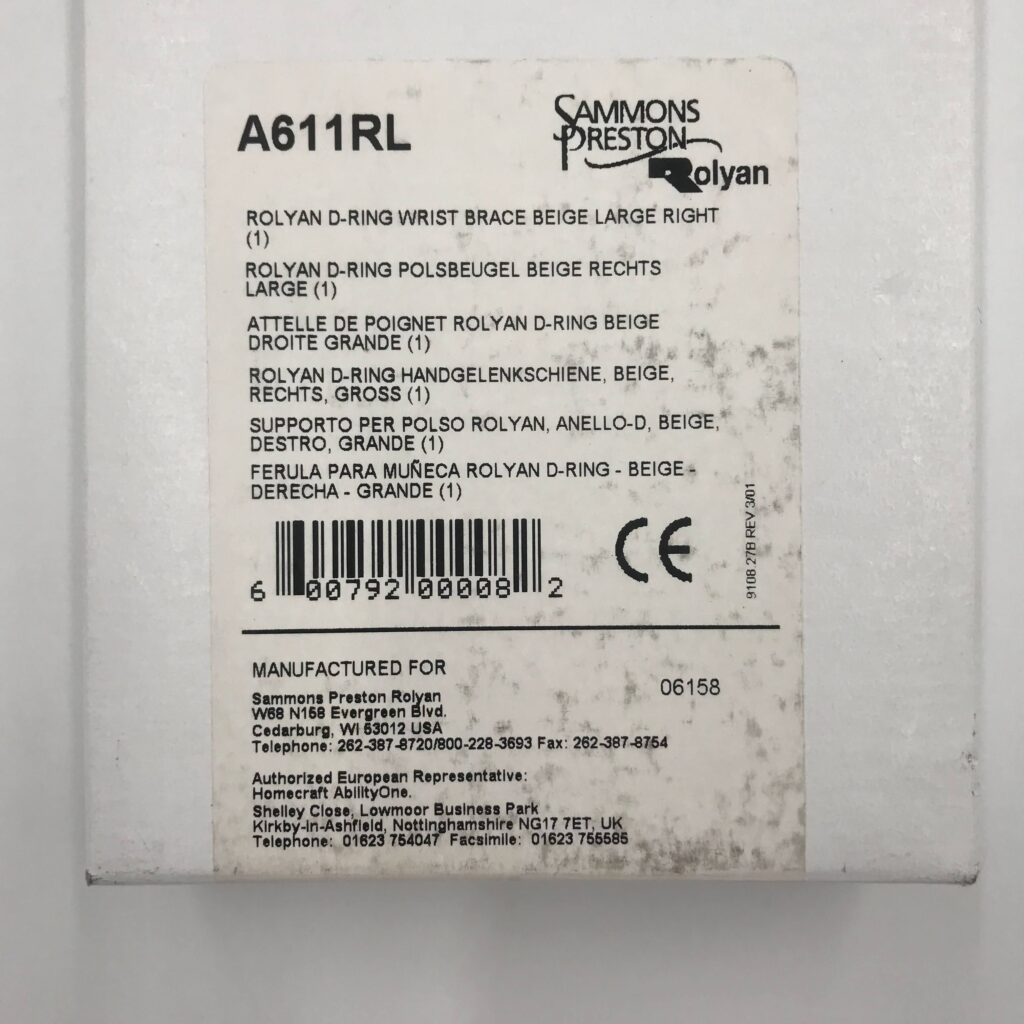 A611RL
SAMMONS
PRESTON
Rolyan
ROLYAN D-RING WRIST BRACE BEIGE LARGE RIGHT
(1)
ROLYAN D-RING POLSBEUGEL BEIGE RECHTS
LARGE (1)
ATTELLE DE POIGNET ROLYAN D-RING BEIGE
DROITE GRANDE (1)
ROLYAN D-RING HANDGELENKSCHIENE, BEIGE,
RECHTS, GROSS (1)
SUPPORTO PER POLSO ROLYAN, ANELLO-D, BEIGE,
DESTRO, GRANDE (1)
FERULA PARA MUÑECA ROLYAN D-RING - BEIGE -
DERECHA - GRANDE (1)
6 00792 00008 2
CE
9108 27B REV 3/01
MANUFACTURED FOR
Sammons Preston Rolyan
W68 N158 Evergreen Blvd.
Cedarburg, WI 53012 USA
Telephone: 262-387-8720/800-228-3693 Fax: 262-387-8754
06158
Authorized European Representative:
Homecraft AbilityOne.
Shelley Close, Lowmoor Business Park
Kirkby-in-Ashfield, Nottinghamshire NG17 7ET, UK
Telephone: 01623 754047 Facsimile: 01623 755585